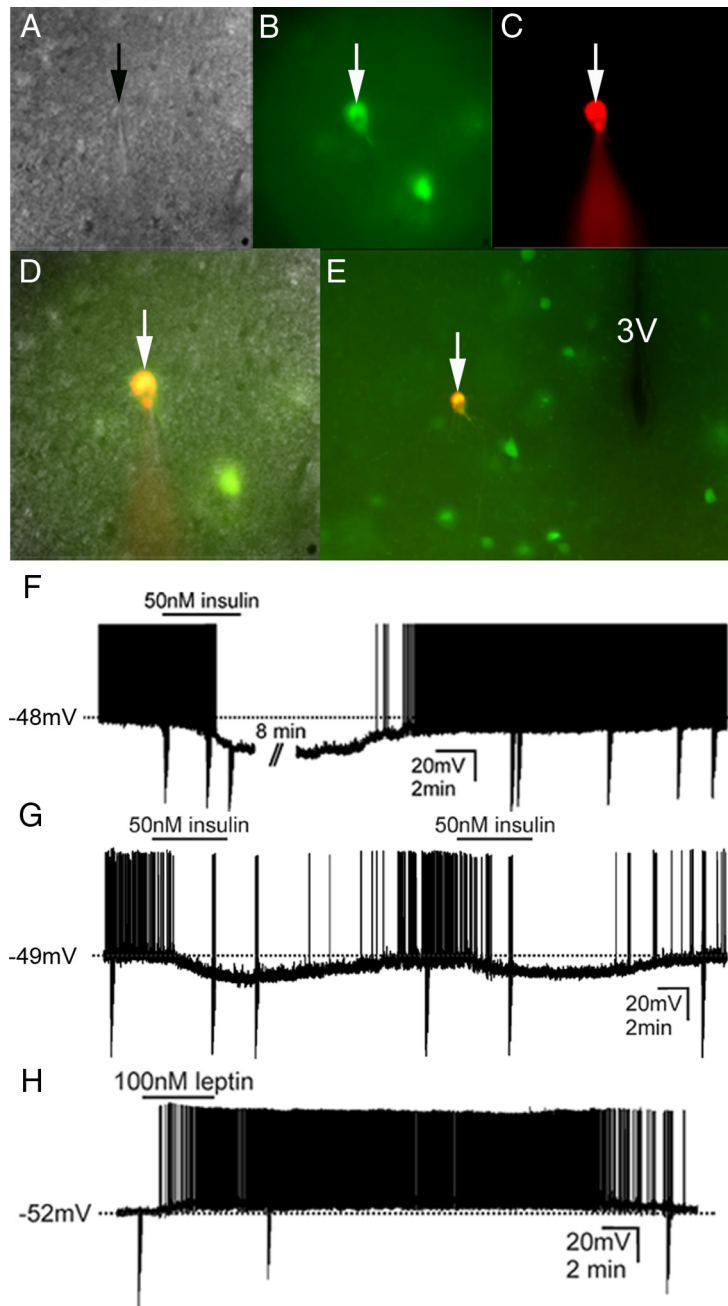 A
B
C
D
E
3V
F
50nM insulin
-48mV
8 min
20mV
2min
G
50nM insulin
50nM insulin
-49mV
20mV
2min
H
100nM leptin
-52mV
20mV
2 min